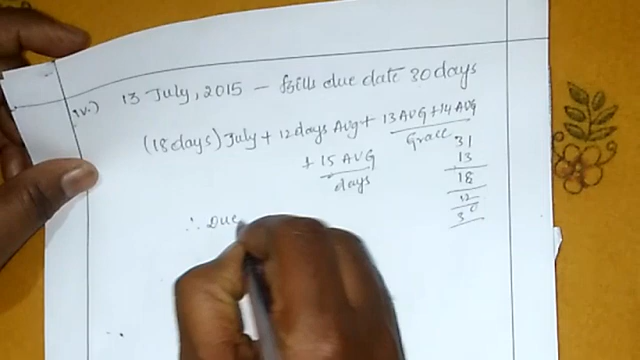 iv.) 13 July, 2015 – Bills due date 30 days
(18 days) July + 12 days Aug + 13 AUG + 14 AUG
Grace
+ 15 AUG
days
31
13
18
12
30
∴ Due